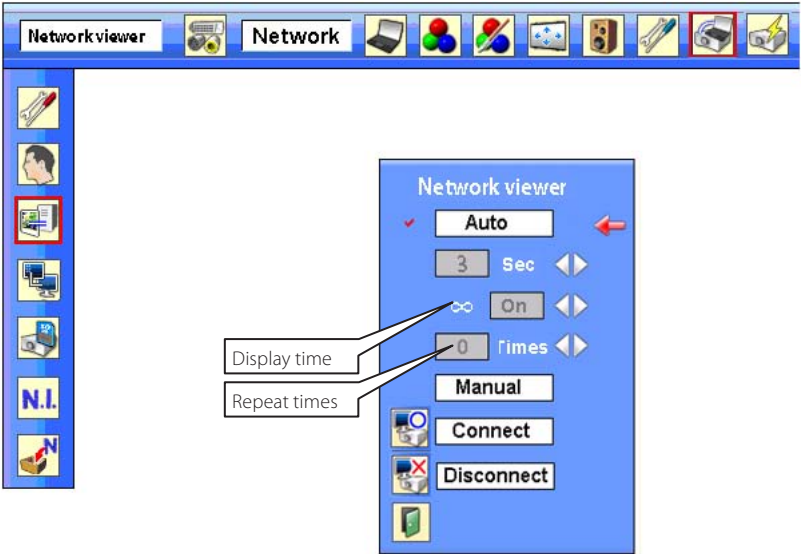 Network viewer
Network
Network viewer
Auto
3 Sec
∞ On
0 Times
Display time
Repeat times
Manual
Connect
Disconnect
N.I.
N